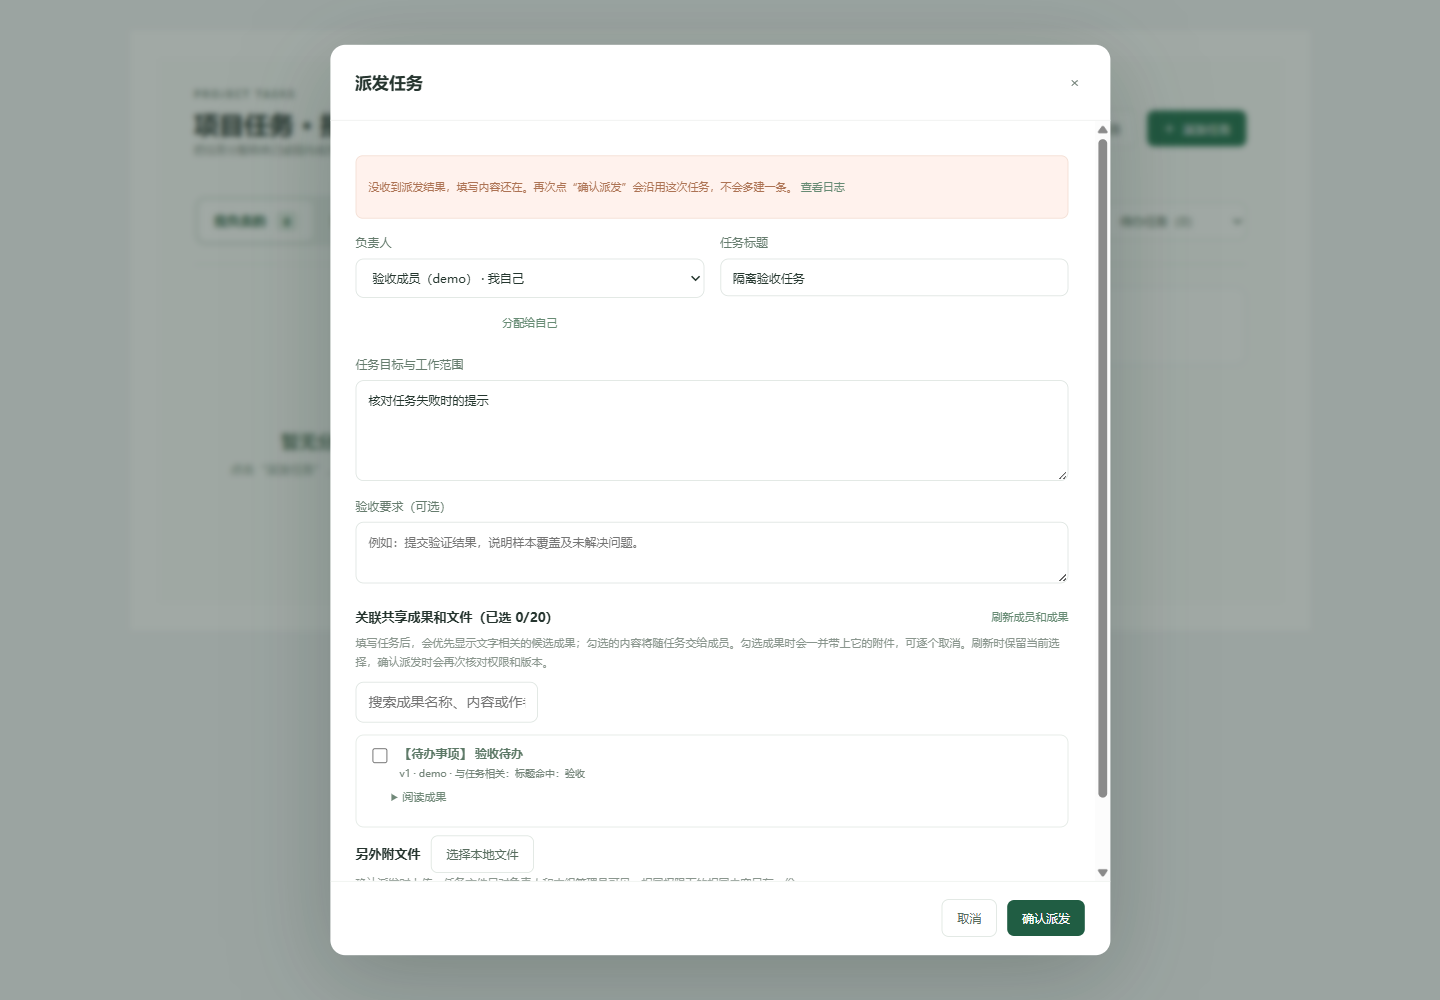 PROJECT TASKS
项目任务·
派发任务
×
没收到派发结果，填写内容还在。再次点“确认派发”会沿用这次任务，不会多建一条。 查看日志
负责人
任务标题
验收成员（demo）· 我自己
隔离验收任务
分配给自己
任务目标与工作范围
核对任务失败时的提示
验收要求（可选）
例如：提交验证结果，说明样本覆盖及未解决问题。
关联共享成果和文件（已选 0/20）
刷新成员和成果
填写任务后，会优先显示文字相关的候选成果；勾选的内容将随任务交给成员。勾选成果时会一并带上它的附件，可逐个取消。刷新时保留当前选
择，确认派发时会再次核对权限和版本。
搜索成果名称、内容或作
【待办事项】 验收待办
v1 · demo · 与任务相关：标题命中：验收
▶ 阅读成果
另外附文件
选择本地文件
取消
确认派发